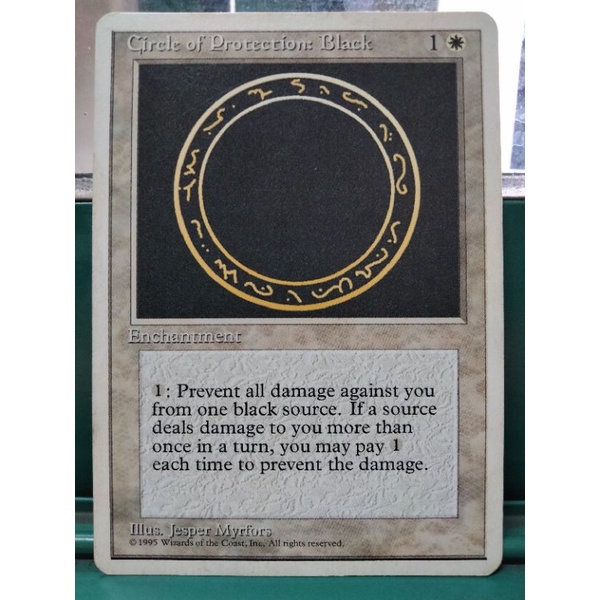 Circle of Protection: Black 1
Enchantment
1: Prevent all damage against you
from one black source. If a source
deals damage to you more than
once in a turn, you may pay 1
each time to prevent the damage.
Illus. Jesper Myrfors
© 1995 Wizards of the Coast, Inc. All rights reserved.